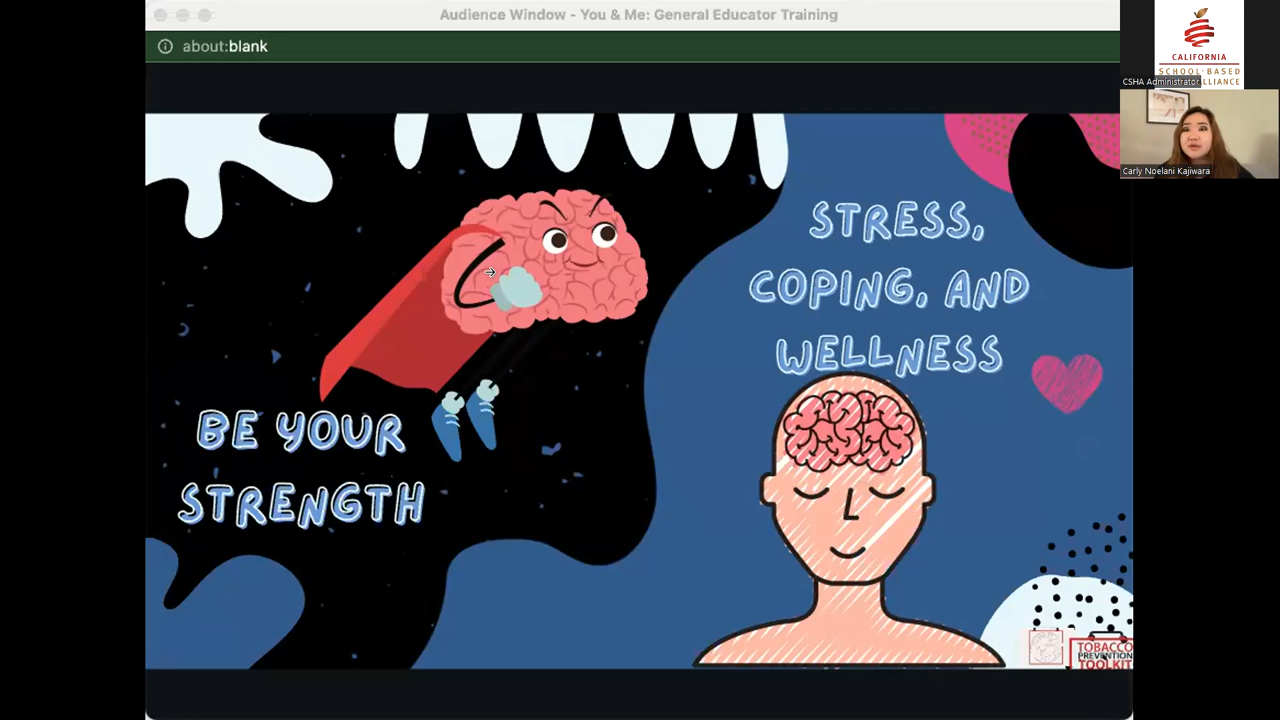 Audience Window - You & Me: General Educator Training
about:blank
CALIFORNIA
SCHOOL-BASED
LLIANCE
CSHA Administrator
Carly Noelani Kajiwara
STRESS,
COPING, AND
WELLNESS
BE YOUR
STRENGTH
TOBACCO
PREVENTION
TOOLKIT